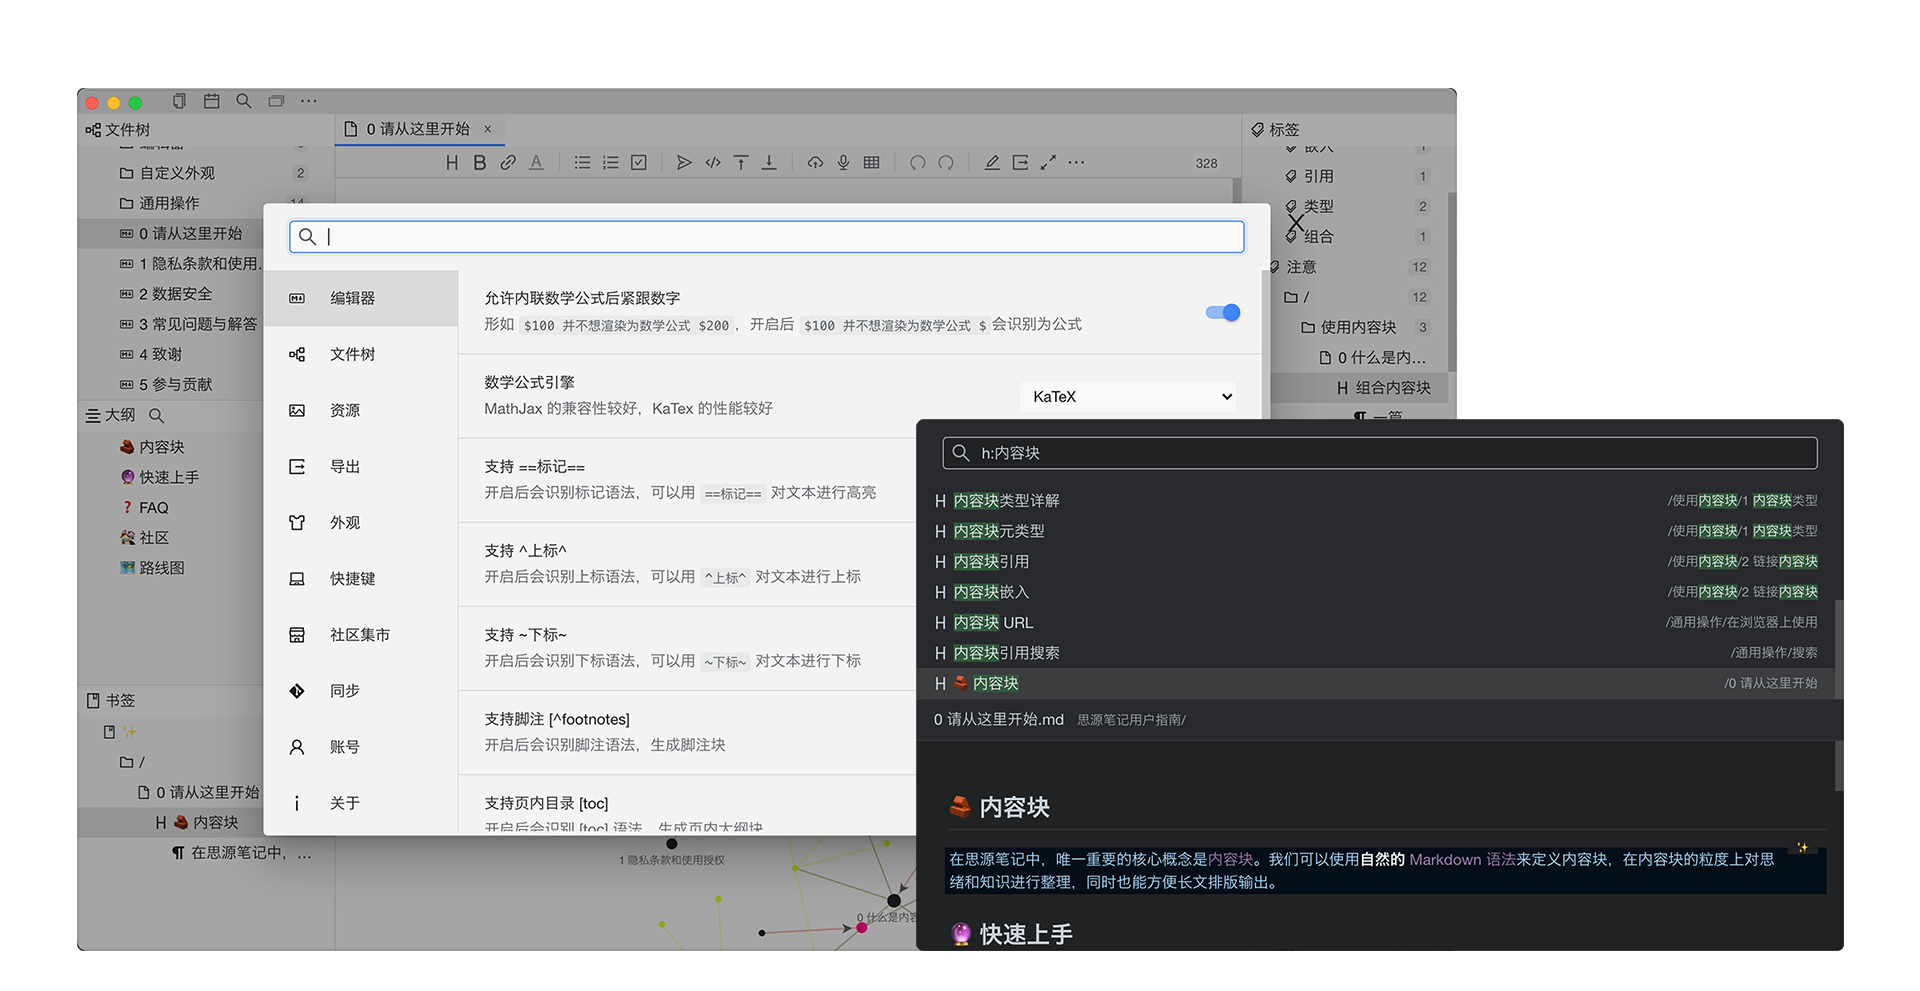 文件树
编辑器
自定义外观 2
通用操作 14
0 请从这里开始
1 隐私条款和使用...
2 数据安全
3 常见问题与解答
4 致谢
5 参与贡献
大纲
内容块
快速上手
FAQ
社区
路线图
书签
/
0 请从这里开始
H 内容块
在思源笔记中，...
0 请从这里开始 ×
H B A 328
标签
嵌入 1
引用 1
类型 2
组合 1
注意 12
/ 12
使用内容块 3
0 什么是内...
H 组合内容块
一篇
编辑器
文件树
资源
导出
外观
快捷键
社区集市
同步
账号
关于
允许内联数学公式后紧跟数字
形如 $100 并不想渲染为数学公式 $200 ，开启后 $100 并不想渲染为数学公式 $ 会识别为公式
数学公式引擎
MathJax 的兼容性较好，KaTex 的性能较好
KaTeX
支持 ==标记==
开启后会识别标记语法，可以用 ==标记== 对文本进行高亮
支持 ^上标^
开启后会识别上标语法，可以用 ^上标^ 对文本进行上标
支持 ~下标~
开启后会识别下标语法，可以用 ~下标~ 对文本进行下标
支持脚注 [^footnotes]
开启后会识别脚注语法，生成脚注块
支持页内目录 [toc]
开启后会识别 [toc] 语法，生成页内大纲块
1 隐私条款和使用授权
0 什么是内容
h:内容块
H 内容块类型详解 /使用内容块/1 内容块类型
H 内容块元类型 /使用内容块/1 内容块类型
H 内容块引用 /使用内容块/2 链接内容块
H 内容块嵌入 /使用内容块/2 链接内容块
H 内容块 URL /通用操作/在浏览器上使用
H 内容块引用搜索 /通用操作/搜索
H 内容块 /0 请从这里开始
0 请从这里开始.md 思源笔记用户指南/
内容块
在思源笔记中，唯一重要的核心概念是内容块。我们可以使用自然的 Markdown 语法来定义内容块，在内容块的粒度上对思
绪和知识进行整理，同时也能方便长文排版输出。
快速上手